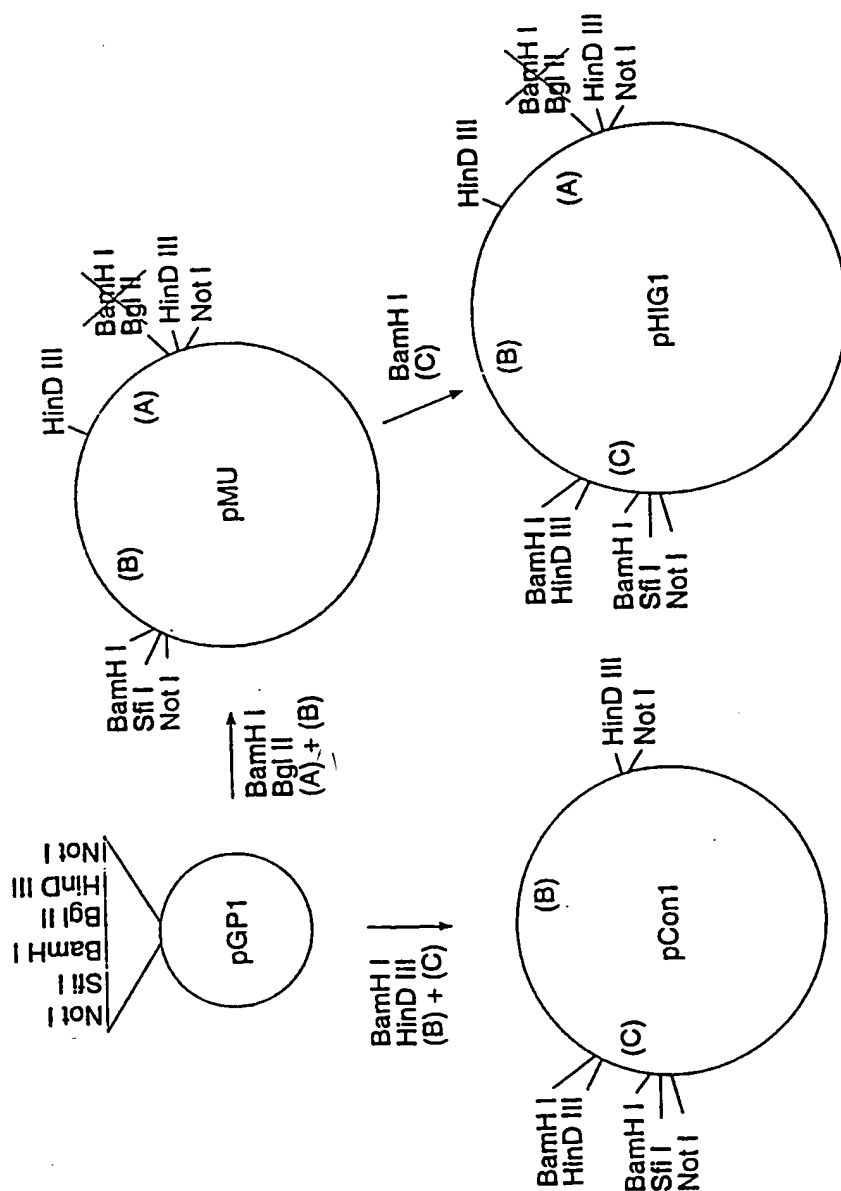 Not I
Sfi I
BamH I
Bgl II
HinD III
Not I
pGP1
BamH I
Bgl II
(A) + (B)
HinD III
BamH I
Bgl II
HinD III
Not I
(A)
(B)
pMU
BamH I
Sfi I
Not I
BamH I
HinD III
(B) + (C)
BamH I
(C)
HinD III
Not I
(B)
(C)
pCon1
BamH I
HinD III
BamH I
Sfi I
Not I
HinD III
BamH I
Bgl II
HinD III
Not I
(A)
(B)
(C)
pHIG1
BamH I
HinD III
BamH I
Sfi I
Not I